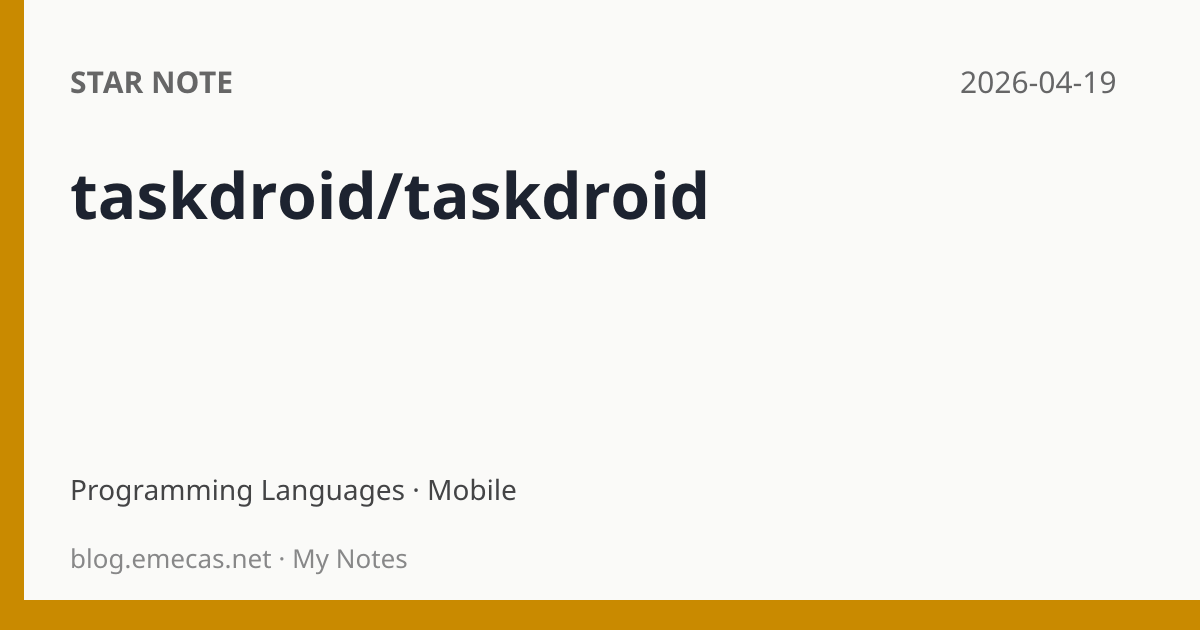 STAR NOTE
2026-04-19
taskdroid/taskdroid
Programming Languages · Mobile
blog.emecas.net · My Notes